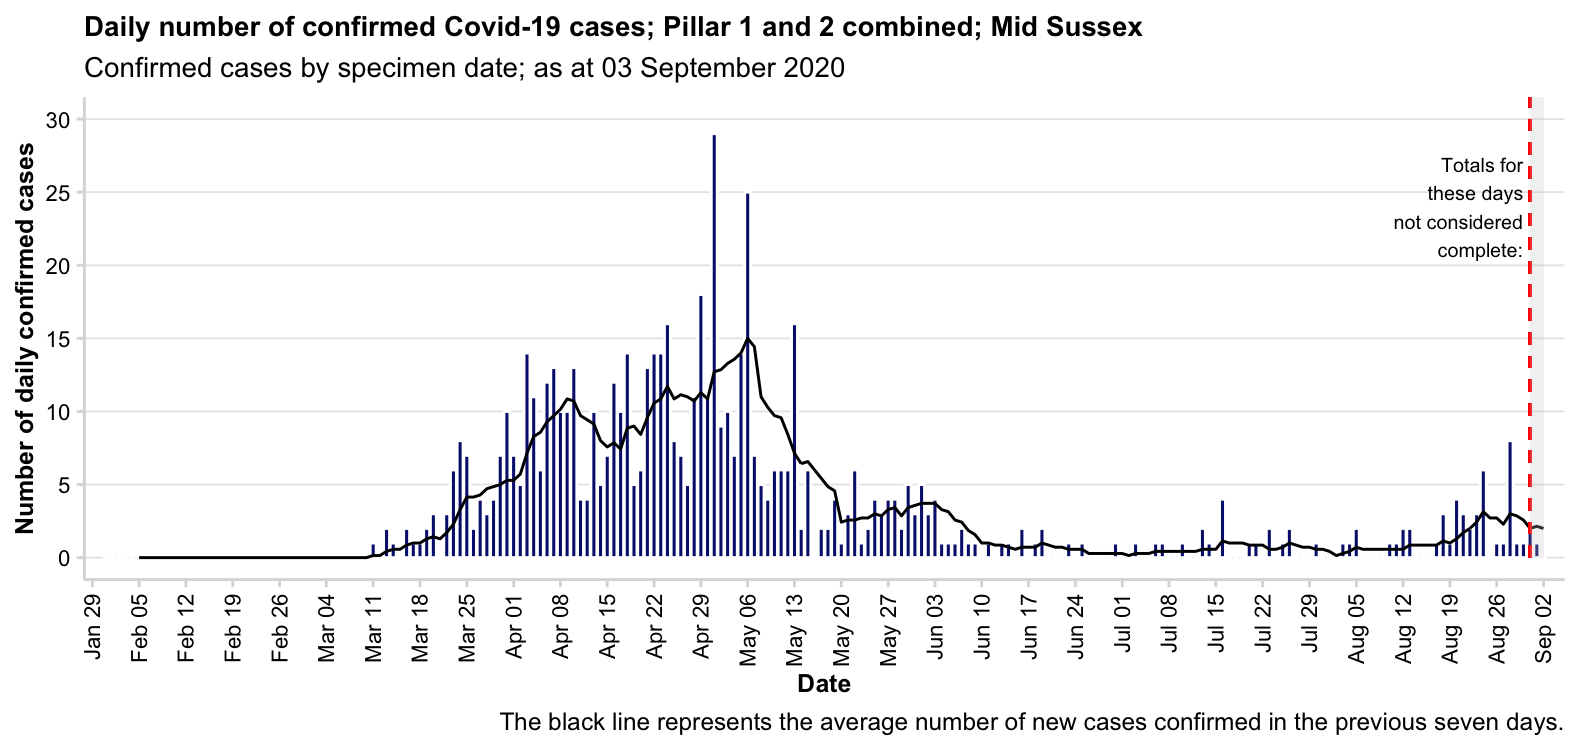 Daily number of confirmed Covid-19 cases; Pillar 1 and 2 combined; Mid Sussex
Confirmed cases by specimen date; as at 03 September 2020
Number of daily confirmed cases
30
25
20
15
10
5
0
Totals for
these days
not considered
complete:
Jan 29
Feb 05
Feb 12
Feb 19
Feb 26
Mar 04
Mar 11
Mar 18
Mar 25
Apr 01
Apr 08
Apr 15
Apr 22
Apr 29
May 06
May 13
May 20
May 27
Jun 03
Jun 10
Jun 17
Jun 24
Jul 01
Jul 08
Jul 15
Jul 22
Jul 29
Aug 05
Aug 12
Aug 19
Aug 26
Sep 02
Date
The black line represents the average number of new cases confirmed in the previous seven days.